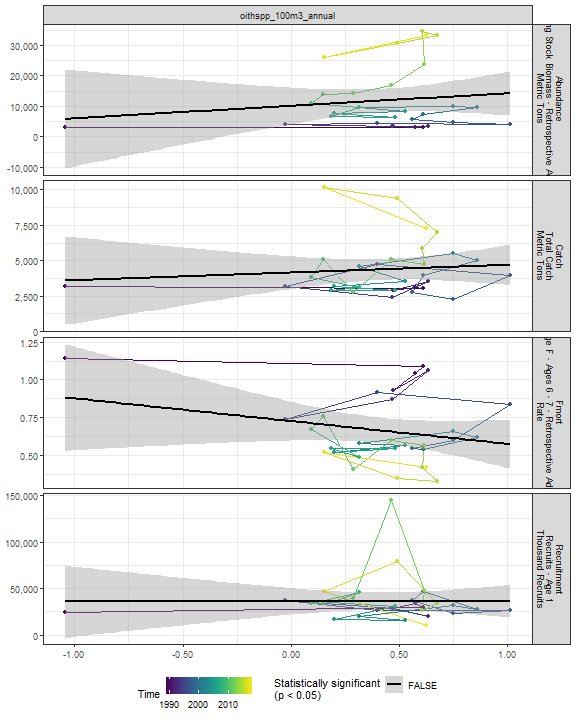 oithspp_100m3_annual
30,000
20,000
10,000
0
-10,000
Abundance
Stock Biomass - Retrospective
Metric Tons
10,000
7,500
5,000
2,500
0
Catch
Total Catch
Metric Tons
1.25
1.00
0.75
0.50
Fmort
F - Ages 6 - 7 - Retrospective Ad
Rate
150,000
100,000
50,000
0
Recruitment
Recruits - Age 1
Thousand Recruits
-1.00 -0.50 0.00 0.50 1.00
Time
1990 2000 2010
Statistically significant
(p < 0.05)
FALSE